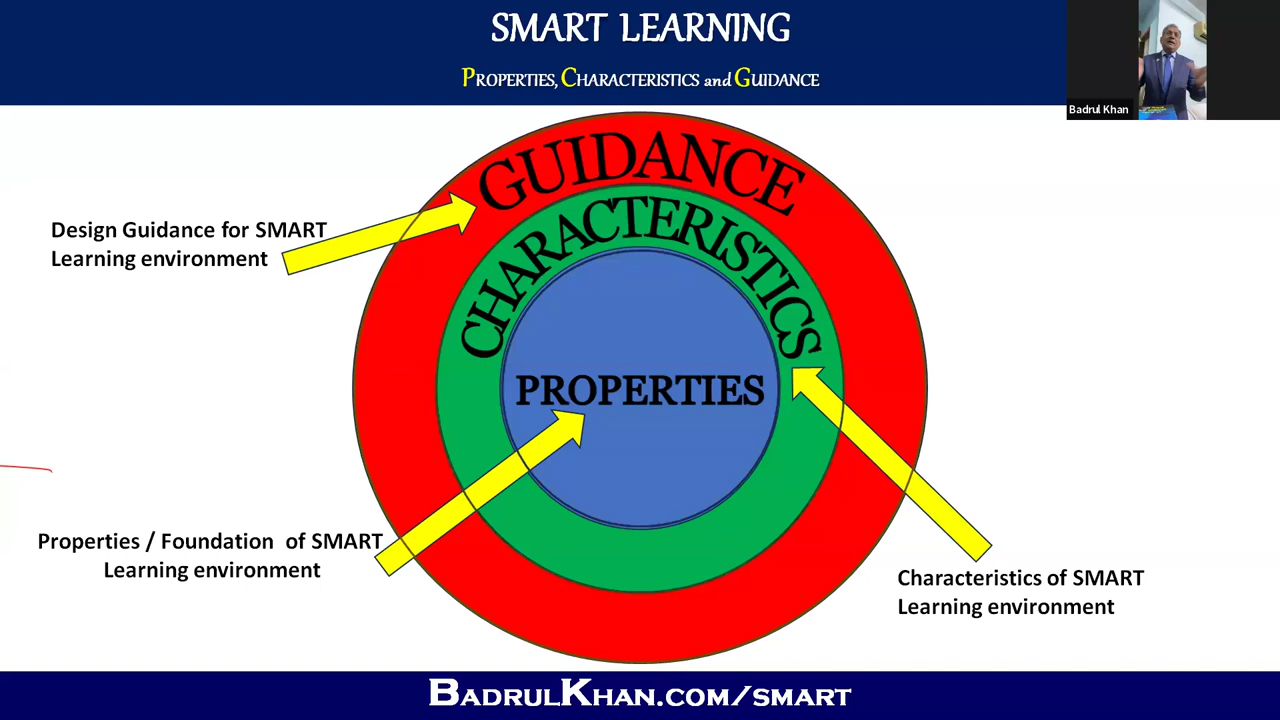 SMART LEARNING
PROPERTIES, CHARACTERISTICS and GUIDANCE
Badrul Khan
GUIDANCE
CHARACTERISTICS
PROPERTIES
Design Guidance for SMART
Learning environment
Properties / Foundation of SMART
Learning environment
Characteristics of SMART
Learning environment
BADRULKHAN.COM/SMART